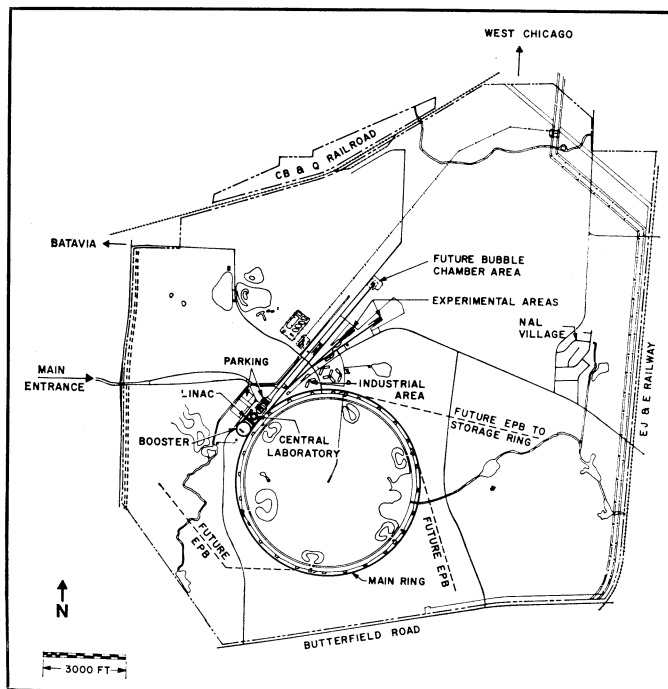 WEST CHICAGO
CB & Q RAILROAD
BATAVIA
FUTURE BUBBLE
CHAMBER AREA
EXPERIMENTAL AREAS
NAL
VILLAGE
PARKING
MAIN
ENTRANCE
LINAC
INDUSTRIAL
AREA
EJ & E RAILWAY
FUTURE EPB TO
STORAGE RING
BOOSTER
CENTRAL
LABORATORY
FUTURE
EPB
FUTURE EPB
MAIN RING
N
BUTTERFIELD ROAD
3000 FT